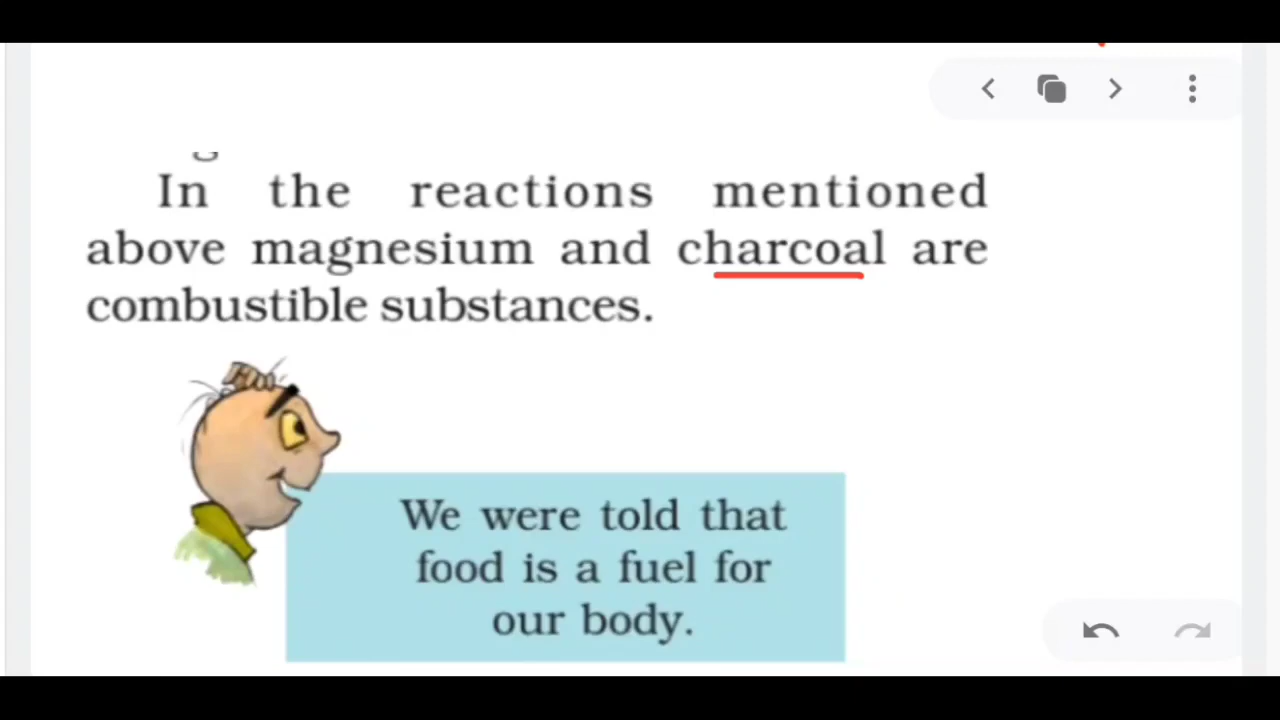 In the reactions mentioned
above magnesium and charcoal are
combustible substances.
We were told that
food is a fuel for
our body.